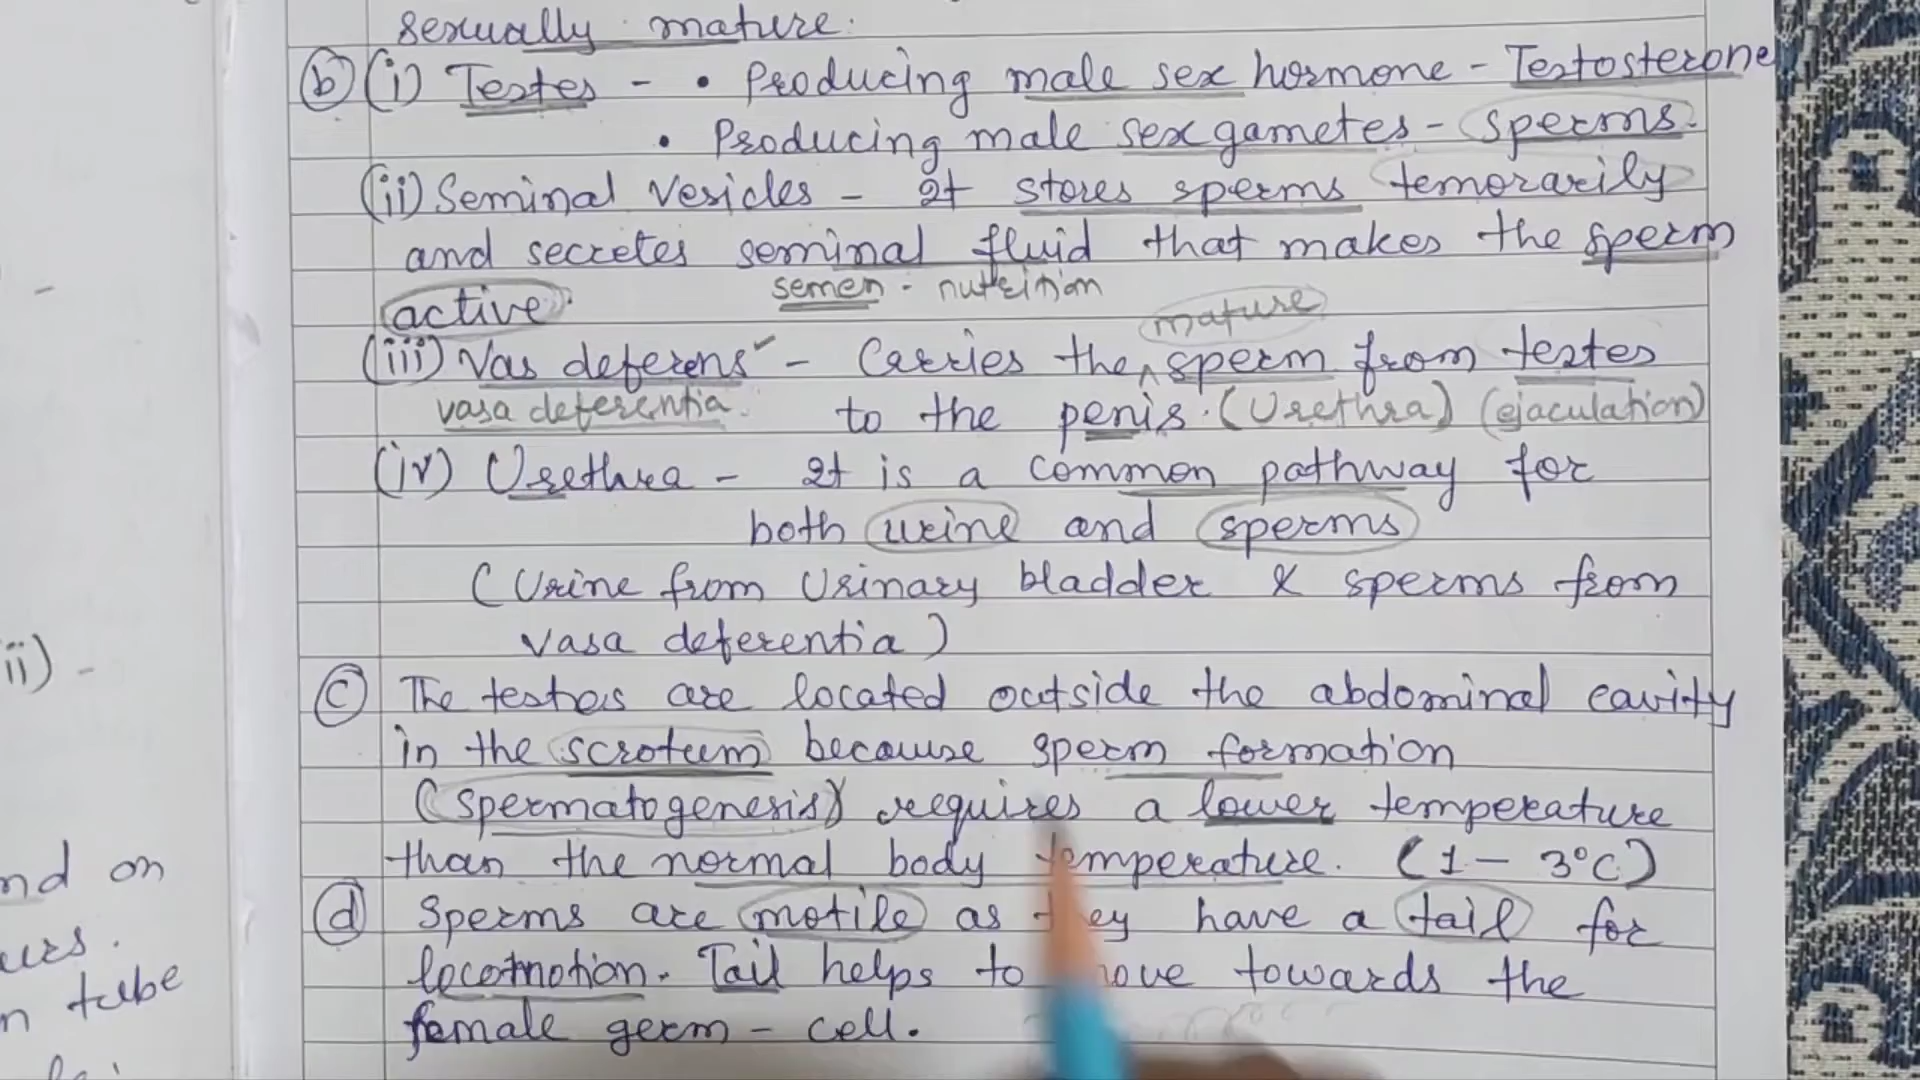 sexually mature.
(b) (i) Testes - • Producing male sex hormone - Testosterone
• Producing male sex gametes - sperms.
(ii) Seminal Vesicles - It stores sperms temorarily
and secretes seminal fluid that makes the sperm
semen - nutrition
active.
mature
(iii) Vas deferens - Carries the ^ sperm from testes
vasa deferentia. to the penis. (Urethra) (ejaculation)
(iv) Urethra - It is a common pathway for
both urine and sperms
(Urine from Urinary bladder & sperms from
vasa deferentia)
(c) The testes are located outside the abdominal cavity
in the scrotum because sperm formation
(spermatogenesis) requires a lower temperature
than the normal body temperature. (1 - 3°C)
(d) Sperms are motile as they have a tail for
locomotion. Tail helps to move towards the
female germ - cell.
ii) -
nd on
urs.
n tube